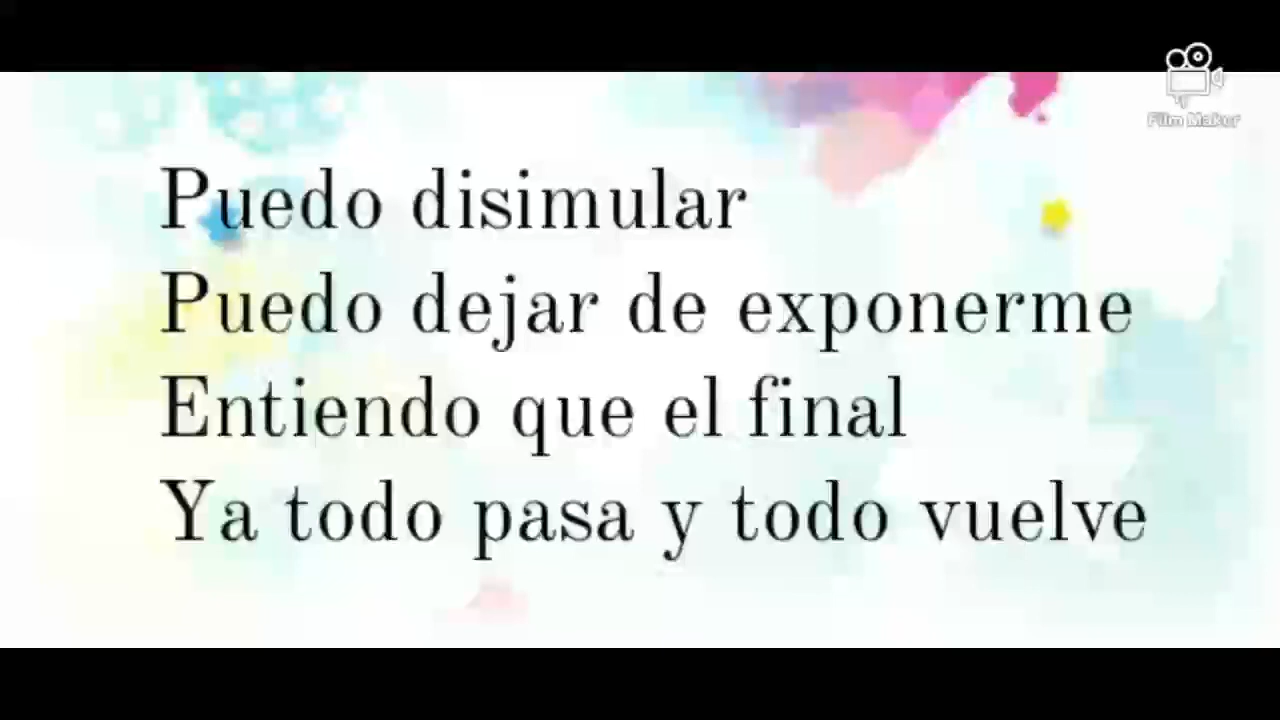 Film Maker
Puedo disimular
Puedo dejar de exponerme
Entiendo que el final
Ya todo pasa y todo vuelve